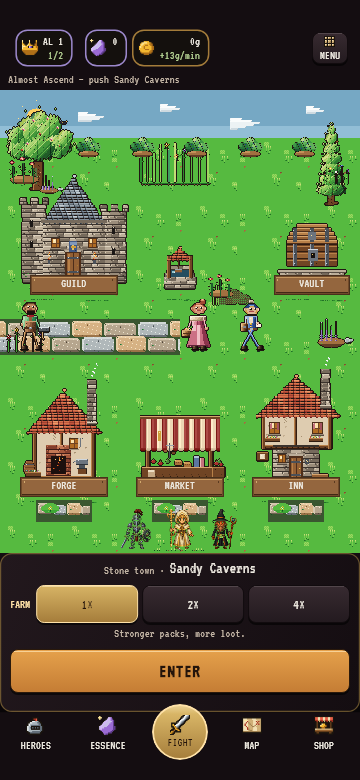 AL 1
1/2
0
0g
+13g/min
MENU
Almost Ascend – push Sandy Caverns
GUILD
VAULT
FORGE
MARKET
INN
Stone town · Sandy Caverns
FARM
1X
2X
4X
Stronger packs, more loot.
ENTER
HEROES
ESSENCE
FIGHT
MAP
SHOP